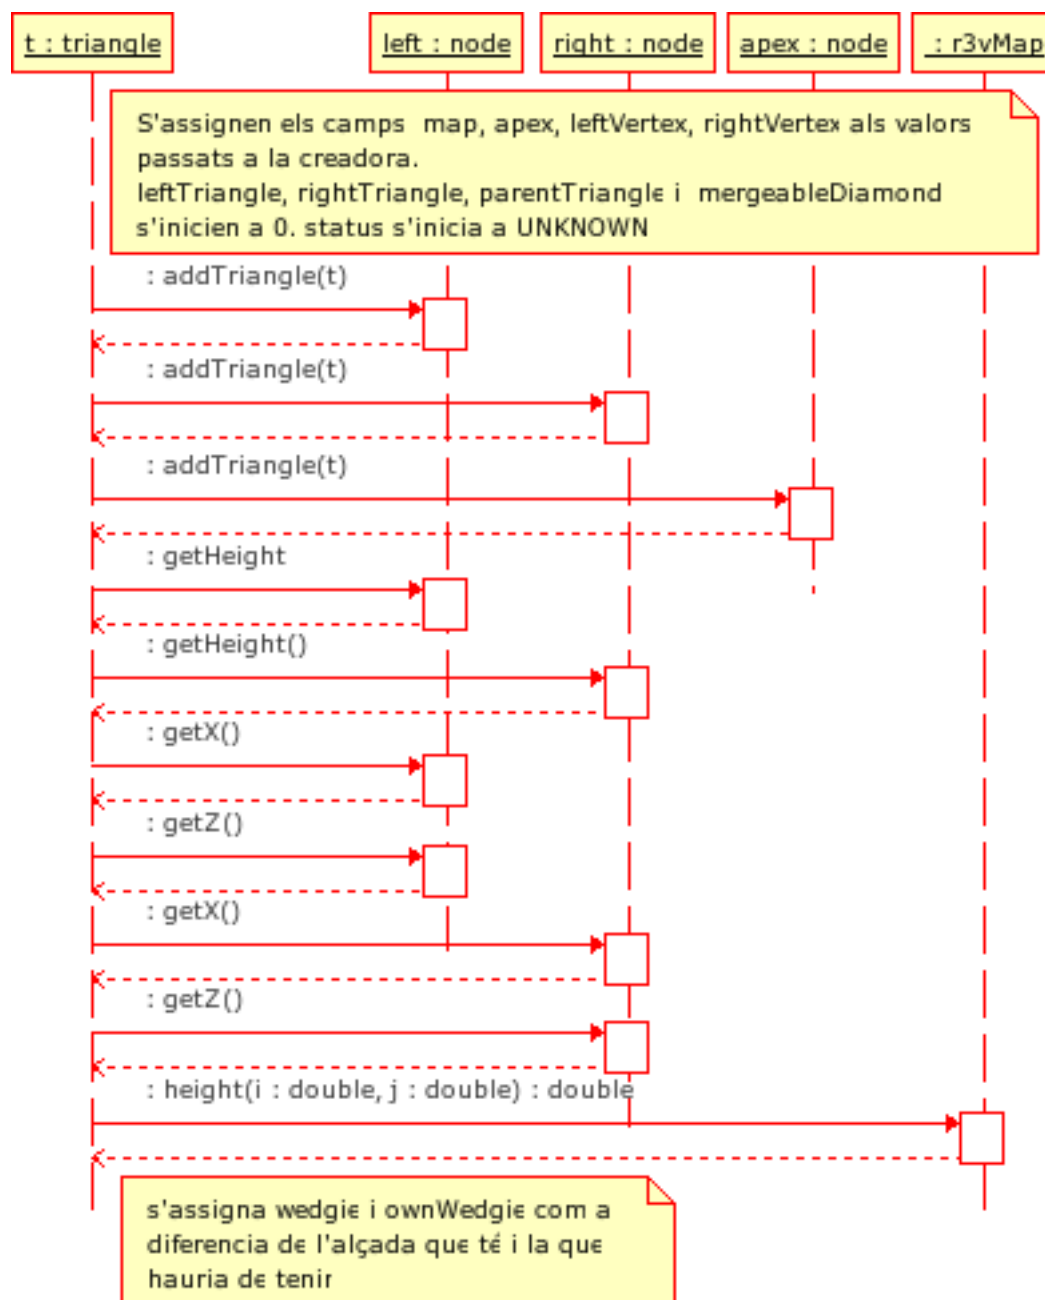 t : triangle
left : node
right : node
apex : node
: r3vMap
S'assignen els camps map, apex, leftVertex, rightVertex als valors
passats a la creadora.
leftTriangle, rightTriangle, parentTriangle i mergeableDiamond
s'inicien a 0. status s'inicia a UNKNOWN
: addTriangle(t)
: addTriangle(t)
: addTriangle(t)
: getHeight
: getHeight()
: getX()
: getZ()
: getX()
: getZ()
: height(i : double, j : double) : double
s'assigna wedgie i ownWedgie com a
diferencia de l'alçada que té i la que
hauria de tenir